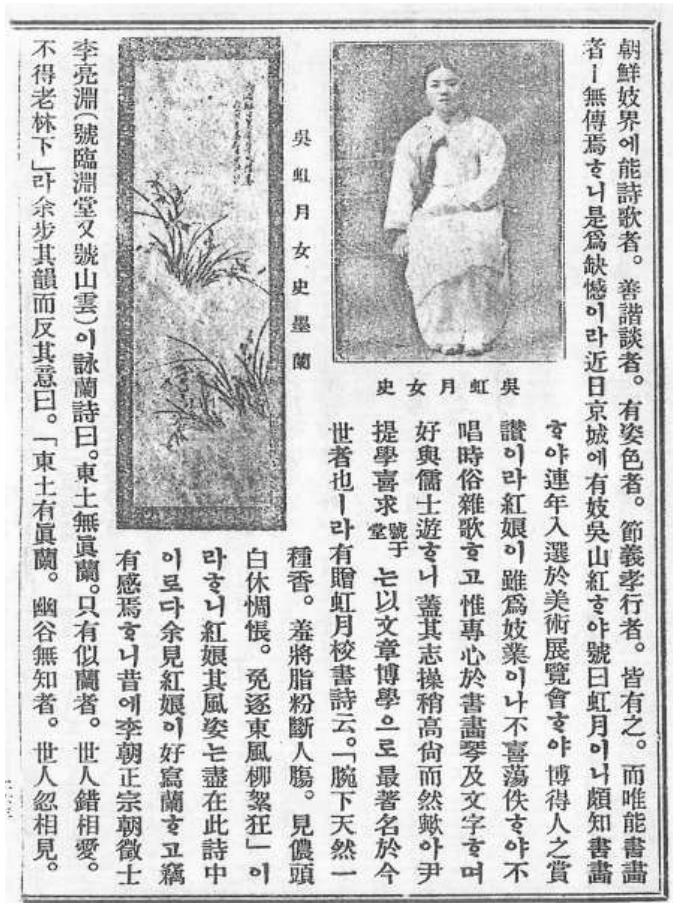 朝鮮妓界에能詩歌者。善諧談者。有姿色者。節義孝行者。皆有之。而唯能書畵
者ㅣ無傳焉ᄒᆞ니是爲缺憾이라近日京城에有妓吳山紅ᄒᆞ야號曰虹月이니頗知書畵
吳虹月女史
ᄒᆞ야連年入選於美術展覽會ᄒᆞ야博得人之賞
讚이라紅娘이雖爲妓業이나不喜蕩佚ᄒᆞ야不
唱時俗雜歌ᄒᆞ고惟專心於書畵琴及文字ᄒᆞ며
好與儒士遊ᄒᆞ니蓋其志操稍高尙而然歟아尹
提學喜求號于堂는以文章博學으로最著名於今
世者也ㅣ라有贈虹月校書詩云。「腕下天然一
吳虹月女史墨蘭
種香。羞將脂粉斷人膓。見儂頭
白休惆悵。免逐東風柳絮狂」이
라ᄒᆞ니紅娘其風姿는盡在此詩中
이로다余見紅娘이好寫蘭ᄒᆞ고竊
有感焉ᄒᆞ니昔에李朝正宗朝徵士
李亮淵(號臨淵堂又號山雲)이詠蘭詩曰。東土無眞蘭。只有似蘭者。世人錯相愛。
不得老林下」라余步其韻而反其意曰。「東土有眞蘭。幽谷無知者。世人忽相見。